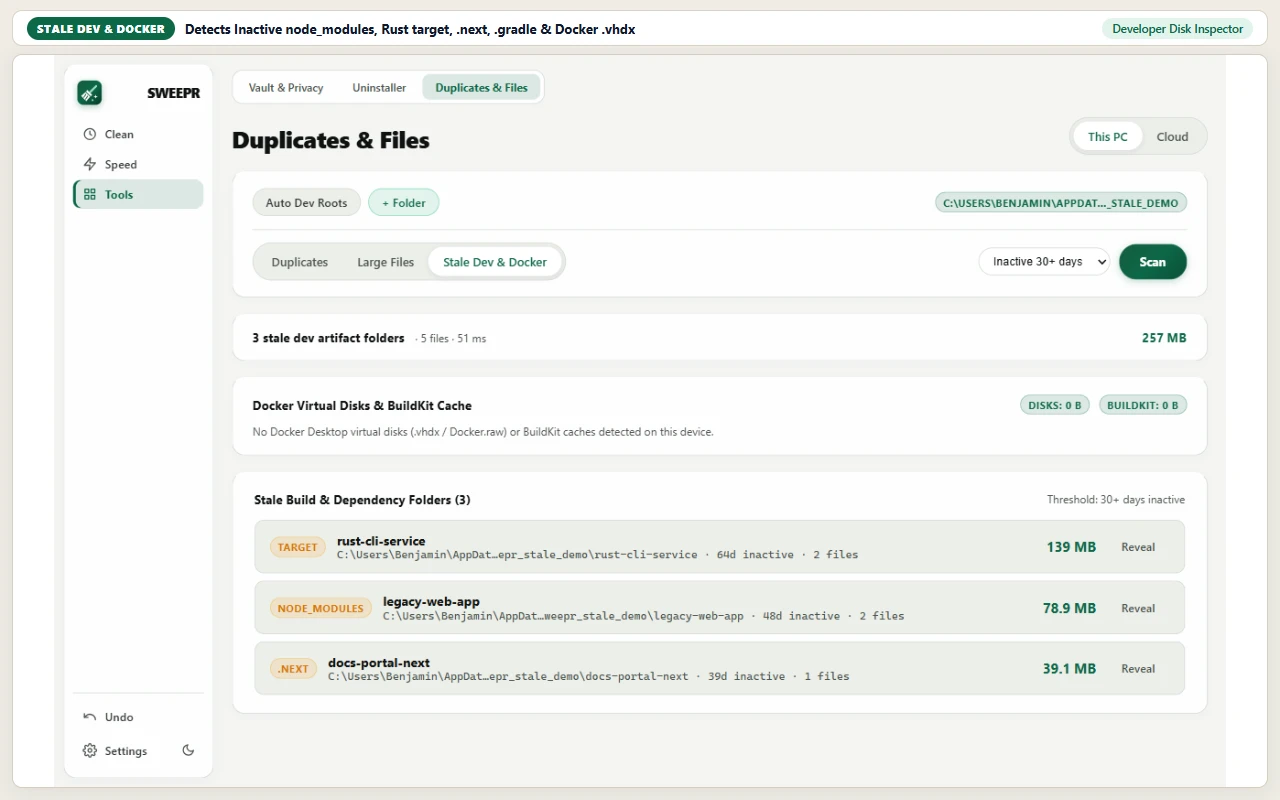 STALE DEV & DOCKER Detects Inactive node_modules, Rust target, .next, .gradle & Docker .vhdx Developer Disk Inspector
SWEEPR
Clean
Speed
Tools
Undo
Settings
Vault & Privacy Uninstaller Duplicates & Files
Duplicates & Files
This PC Cloud
Auto Dev Roots + Folder C:\USERS\BENJAMIN\APPDAT..._STALE_DEMO
Duplicates Large Files Stale Dev & Docker Inactive 30+ days Scan
3 stale dev artifact folders · 5 files · 51 ms 257 MB
Docker Virtual Disks & BuildKit Cache DISKS: 0 B BUILDKIT: 0 B
No Docker Desktop virtual disks (.vhdx / Docker.raw) or BuildKit caches detected on this device.
Stale Build & Dependency Folders (3) Threshold: 30+ days inactive
TARGET rust-cli-service 139 MB Reveal
C:\Users\Benjamin\AppDat…epr_stale_demo\rust-cli-service · 64d inactive · 2 files
NODE_MODULES legacy-web-app 78.9 MB Reveal
C:\Users\Benjamin\AppDat…weepr_stale_demo\legacy-web-app · 48d inactive · 2 files
.NEXT docs-portal-next 39.1 MB Reveal
C:\Users\Benjamin\AppDat…epr_stale_demo\docs-portal-next · 39d inactive · 1 files